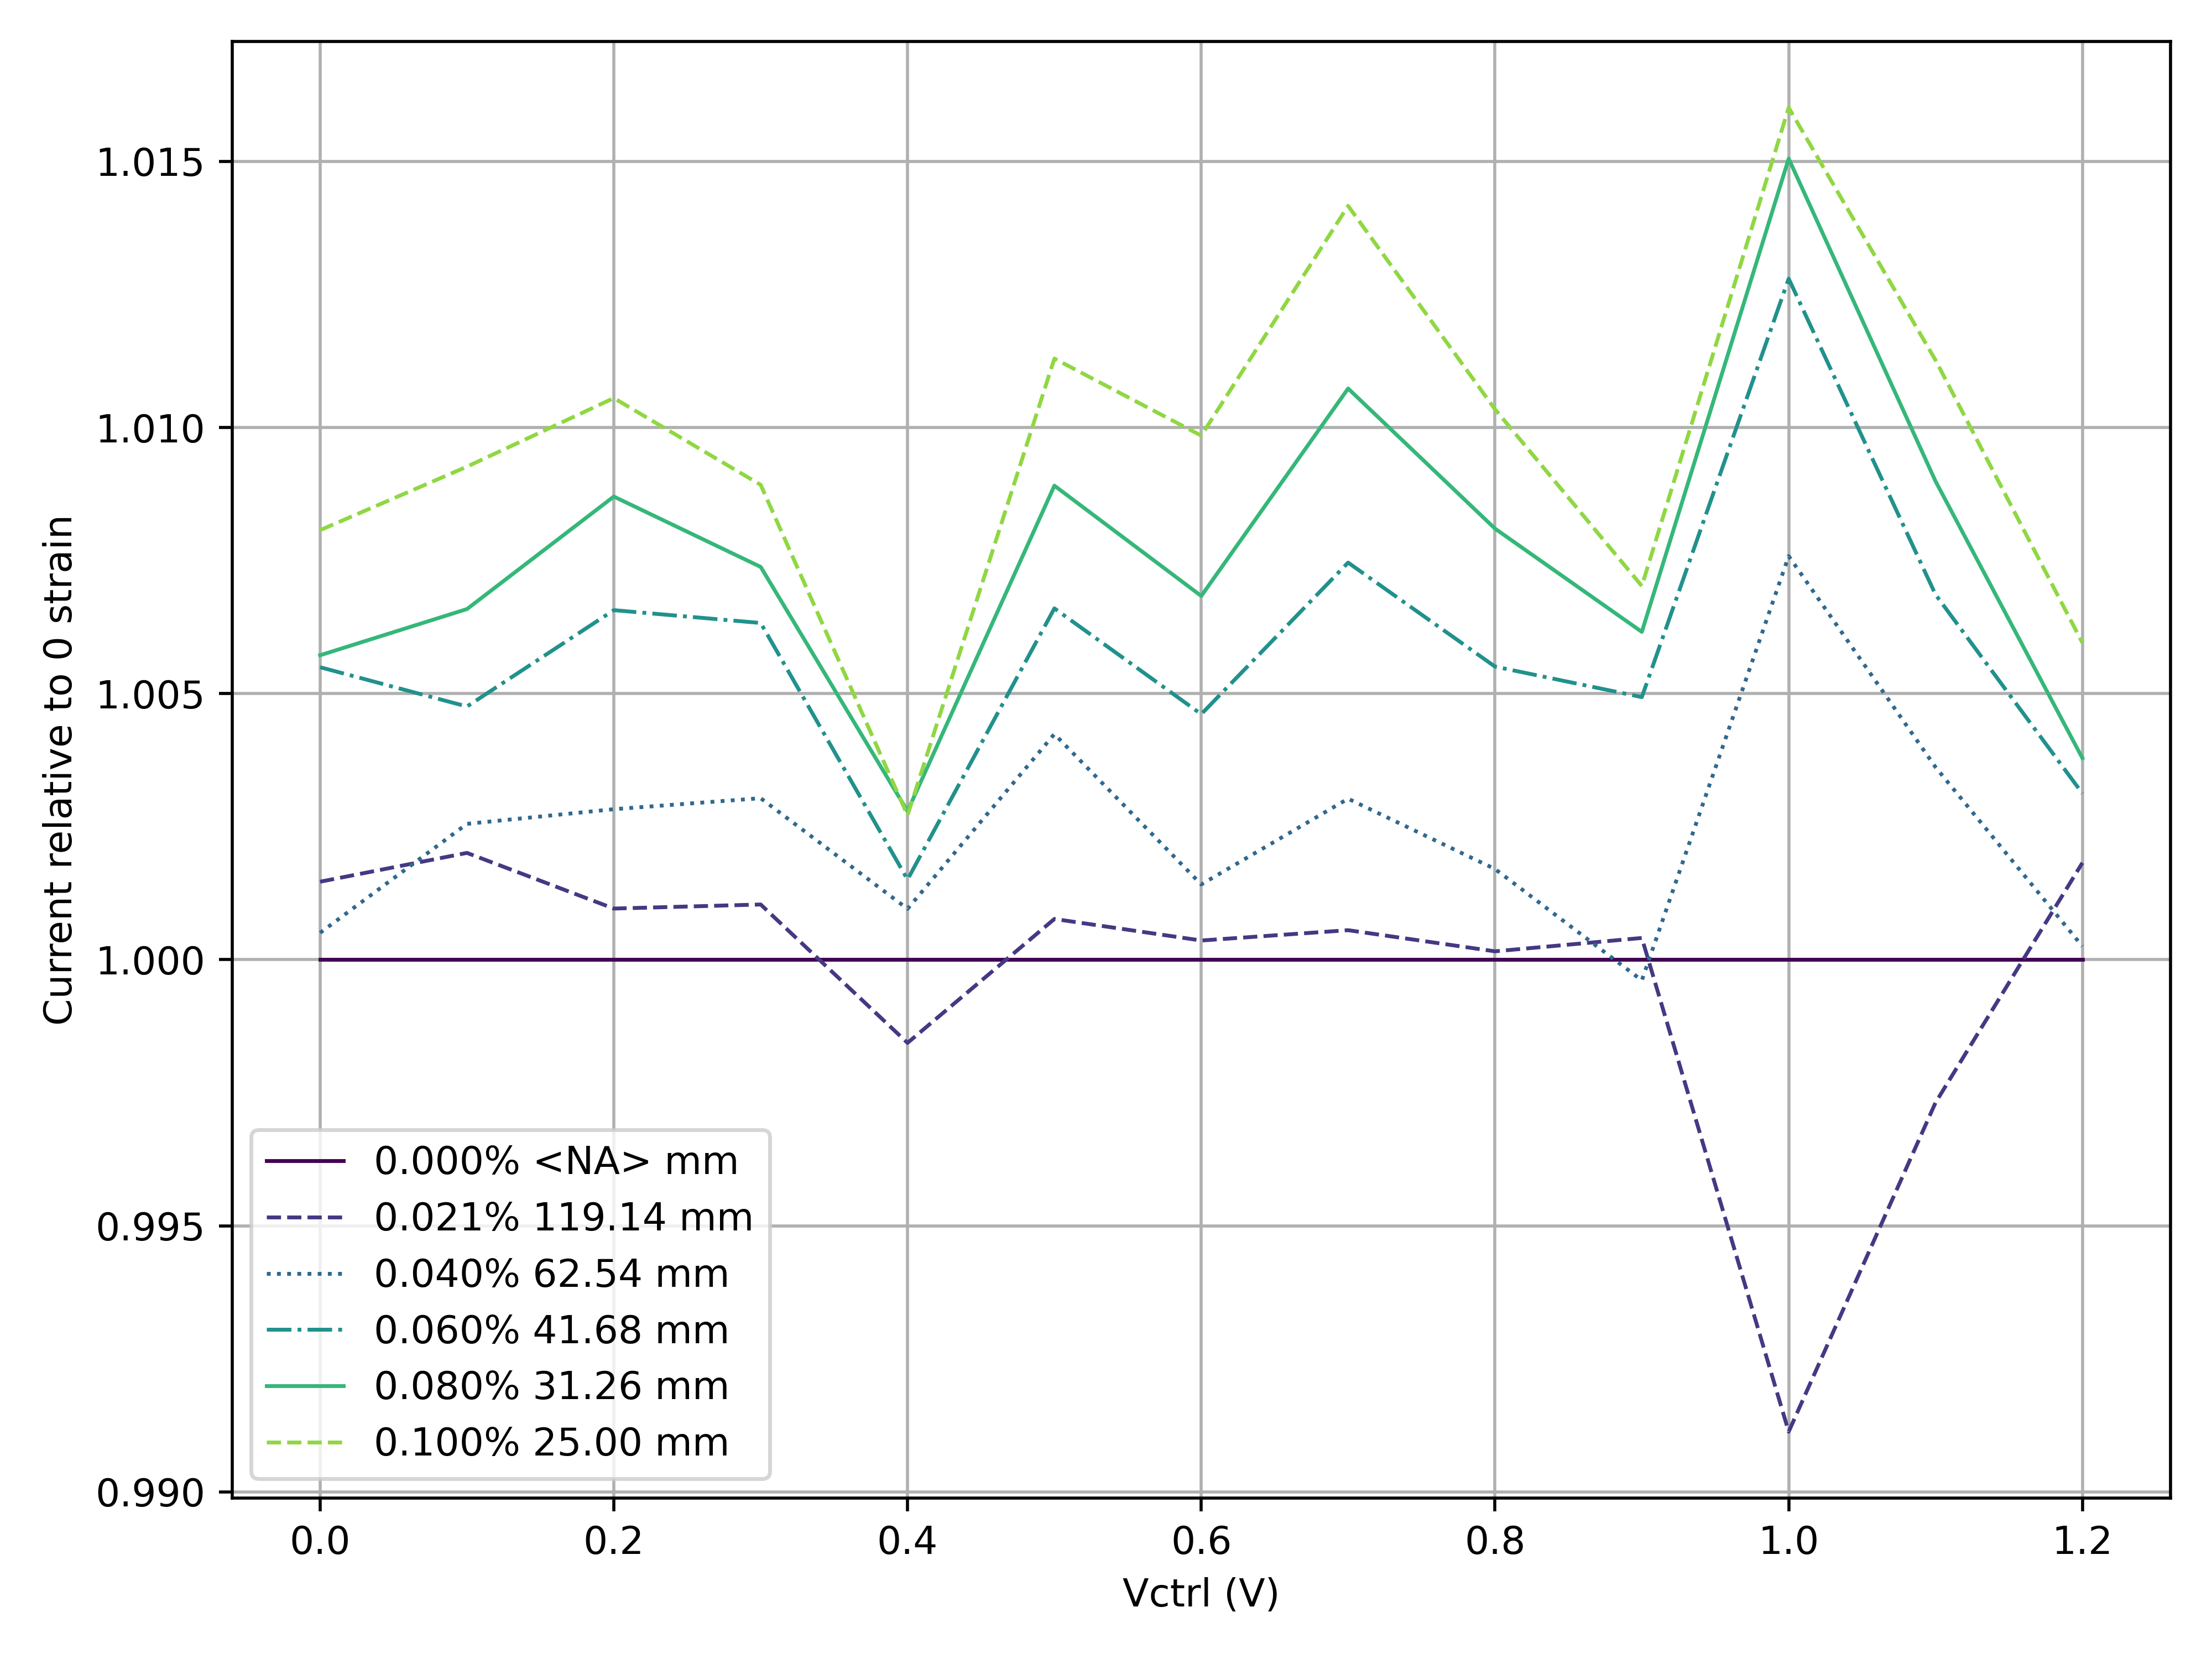 1.015
1.010
1.005
1.000
0.995
0.990
Current relative to 0 strain
0.000% <NA> mm
0.021% 119.14 mm
0.040% 62.54 mm
0.060% 41.68 mm
0.080% 31.26 mm
0.100% 25.00 mm
0.0 0.2 0.4 0.6 0.8 1.0 1.2
Vctrl (V)